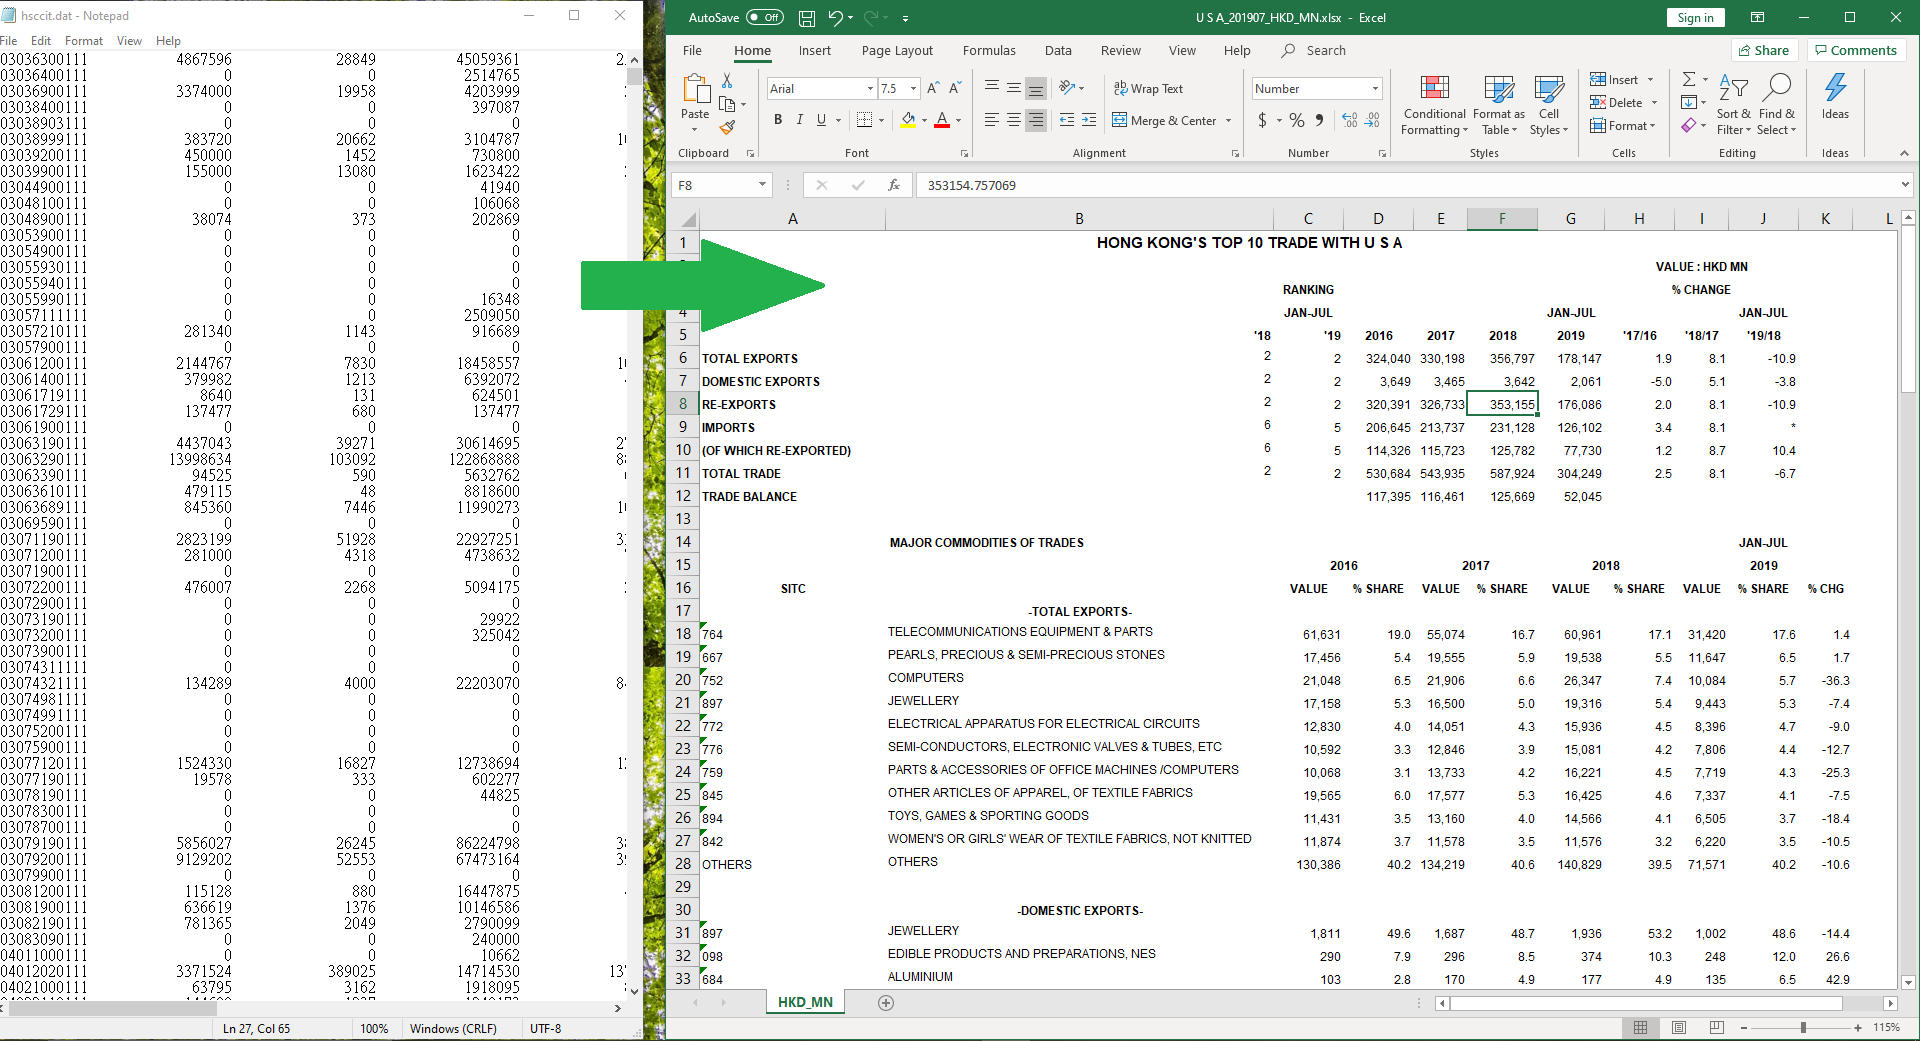 hsccit.dat - Notepad
File Edit Format View Help
03036300111 4867596 28849 45059361
03036400111 0 0 2514765
03036900111 3374000 19958 4203999
03038400111 0 0 397087
03038903111 0 0 0
03038999111 383720 20662 3104787
03039200111 450000 1452 730800
03039900111 155000 13080 1623422
03044900111 0 0 41940
03048100111 0 0 106068
03048900111 38074 373 202869
03053900111 0 0 0
03054900111 0 0 0
03055930111 0 0 0
03055940111 0 0 0
03055990111 0 0 16348
03057111111 0 0 2509050
03057210111 281340 1143 916689
03057900111 0 0 0
03061200111 2144767 7830 18458557
03061400111 379982 1213 6392072
03061719111 8640 131 624501
03061729111 137477 680 137477
03061900111 0 0 0
03063190111 4437043 39271 30614695
03063290111 13998634 103092 122868888
03063390111 94525 590 5632762
03063610111 479115 48 8818600
03063689111 845360 7446 11990273
03069590111 0 0 0
03071190111 2823199 51928 22927251
03071200111 281000 4318 4738632
03071900111 0 0 0
03072200111 476007 2268 5094175
03072900111 0 0 0
03073190111 0 0 29922
03073200111 0 0 325042
03073900111 0 0 0
03074311111 0 0 0
03074321111 134289 4000 22203070
03074981111 0 0 0
03074991111 0 0 0
03075200111 0 0 0
03075900111 0 0 0
03077120111 1524330 16827 12738694
03077190111 19578 333 602277
03078190111 0 0 44825
03078300111 0 0 0
03078700111 0 0 0
03079190111 5856027 26245 86224798
03079200111 9129202 52553 67473164
03079900111 0 0 0
03081200111 115128 880 16447875
03081900111 636619 1376 10146586
03082190111 781365 2049 2790099
03083090111 0 0 240000
04011000111 0 0 10662
04012020111 3371524 389025 14714530
04021000111 63795 3162 1918095
Ln 27, Col 65 100% Windows (CRLF) UTF-8
AutoSave Off U S A_201907_HKD_MN.xlsx - Excel Sign in
File Home Insert Page Layout Formulas Data Review View Help Search Share Comments
Paste Arial 7.5 Wrap Text Number Conditional Formatting Format as Table Cell Styles Insert Sort & Filter Find & Select Ideas
B I U Merge & Center $ % Delete
Format
Clipboard Font Alignment Number Styles Cells Editing Ideas
F8 fx 353154.757069
A B C D E F G H I J K L
1 HONG KONG'S TOP 10 TRADE WITH U S A
VALUE : HKD MN
RANKING % CHANGE
4 JAN-JUL JAN-JUL JAN-JUL
5 '18 '19 2016 2017 2018 2019 '17/16 '18/17 '19/18
6 TOTAL EXPORTS 2 2 324,040 330,198 356,797 178,147 1.9 8.1 -10.9
7 DOMESTIC EXPORTS 2 2 3,649 3,465 3,642 2,061 -5.0 5.1 -3.8
8 RE-EXPORTS 2 2 320,391 326,733 353,155 176,086 2.0 8.1 -10.9
9 IMPORTS 6 5 206,645 213,737 231,128 126,102 3.4 8.1 *
10 (OF WHICH RE-EXPORTED) 6 5 114,326 115,723 125,782 77,730 1.2 8.7 10.4
11 TOTAL TRADE 2 2 530,684 543,935 587,924 304,249 2.5 8.1 -6.7
12 TRADE BALANCE 117,395 116,461 125,669 52,045
13
14 MAJOR COMMODITIES OF TRADES JAN-JUL
15 2016 2017 2018 2019
16 SITC VALUE % SHARE VALUE % SHARE VALUE % SHARE VALUE % SHARE % CHG
17 -TOTAL EXPORTS-
18 764 TELECOMMUNICATIONS EQUIPMENT & PARTS 61,631 19.0 55,074 16.7 60,961 17.1 31,420 17.6 1.4
19 667 PEARLS, PRECIOUS & SEMI-PRECIOUS STONES 17,456 5.4 19,555 5.9 19,538 5.5 11,647 6.5 1.7
20 752 COMPUTERS 21,048 6.5 21,906 6.6 26,347 7.4 10,084 5.7 -36.3
21 897 JEWELLERY 17,158 5.3 16,500 5.0 19,316 5.4 9,443 5.3 -7.4
22 772 ELECTRICAL APPARATUS FOR ELECTRICAL CIRCUITS 12,830 4.0 14,051 4.3 15,936 4.5 8,396 4.7 -9.0
23 776 SEMI-CONDUCTORS, ELECTRONIC VALVES & TUBES, ETC 10,592 3.3 12,846 3.9 15,081 4.2 7,806 4.4 -12.7
24 759 PARTS & ACCESSORIES OF OFFICE MACHINES /COMPUTERS 10,068 3.1 13,733 4.2 16,221 4.5 7,719 4.3 -25.3
25 845 OTHER ARTICLES OF APPAREL, OF TEXTILE FABRICS 19,565 6.0 17,577 5.3 16,425 4.6 7,337 4.1 -7.5
26 894 TOYS, GAMES & SPORTING GOODS 11,431 3.5 13,160 4.0 14,566 4.1 6,505 3.7 -18.4
27 842 WOMEN'S OR GIRLS' WEAR OF TEXTILE FABRICS, NOT KNITTED 11,874 3.7 11,578 3.5 11,576 3.2 6,220 3.5 -10.5
28 OTHERS OTHERS 130,386 40.2 134,219 40.6 140,829 39.5 71,571 40.2 -10.6
29
30 -DOMESTIC EXPORTS-
31 897 JEWELLERY 1,811 49.6 1,687 48.7 1,936 53.2 1,002 48.6 -14.4
32 098 EDIBLE PRODUCTS AND PREPARATIONS, NES 290 7.9 296 8.5 374 10.3 248 12.0 26.6
33 684 ALUMINIUM 103 2.8 170 4.9 177 4.9 135 6.5 42.9
HKD_MN
115%